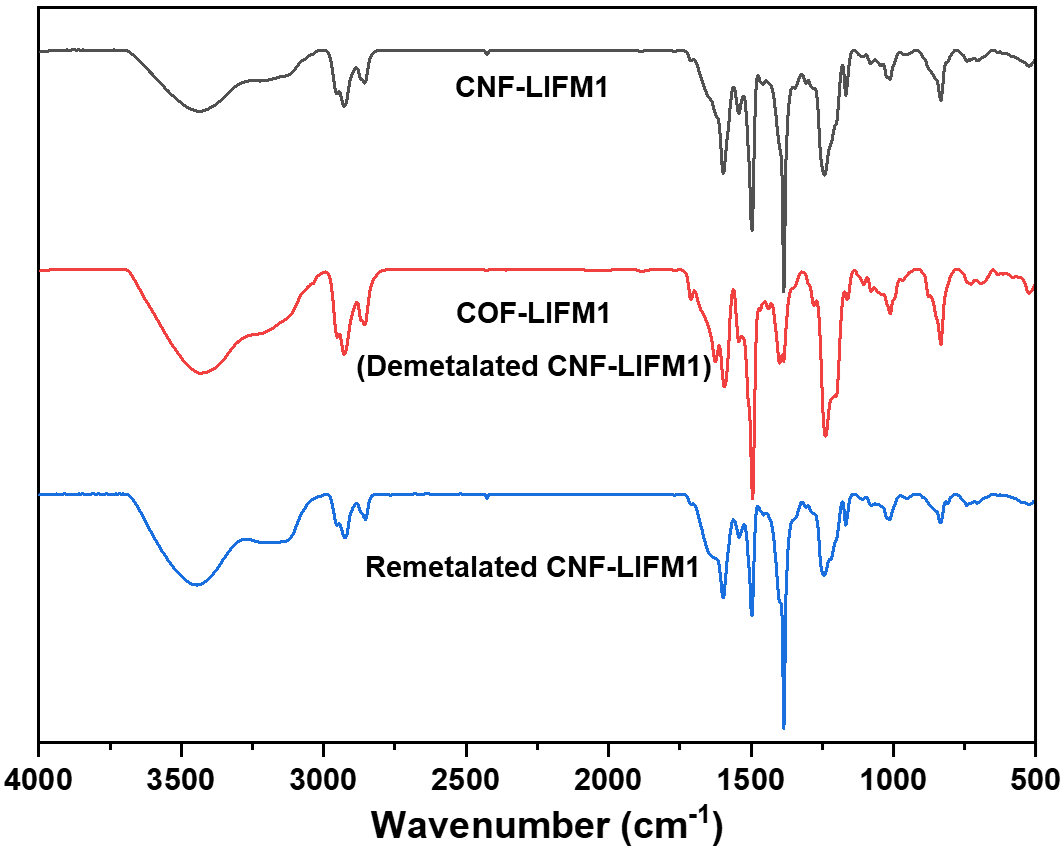 CNF-LIFM1
COF-LIFM1
(Demetalated CNF-LIFM1)
Remetalated CNF-LIFM1
4000 3500 3000 2500 2000 1500 1000 500
Wavenumber (cm⁻¹)